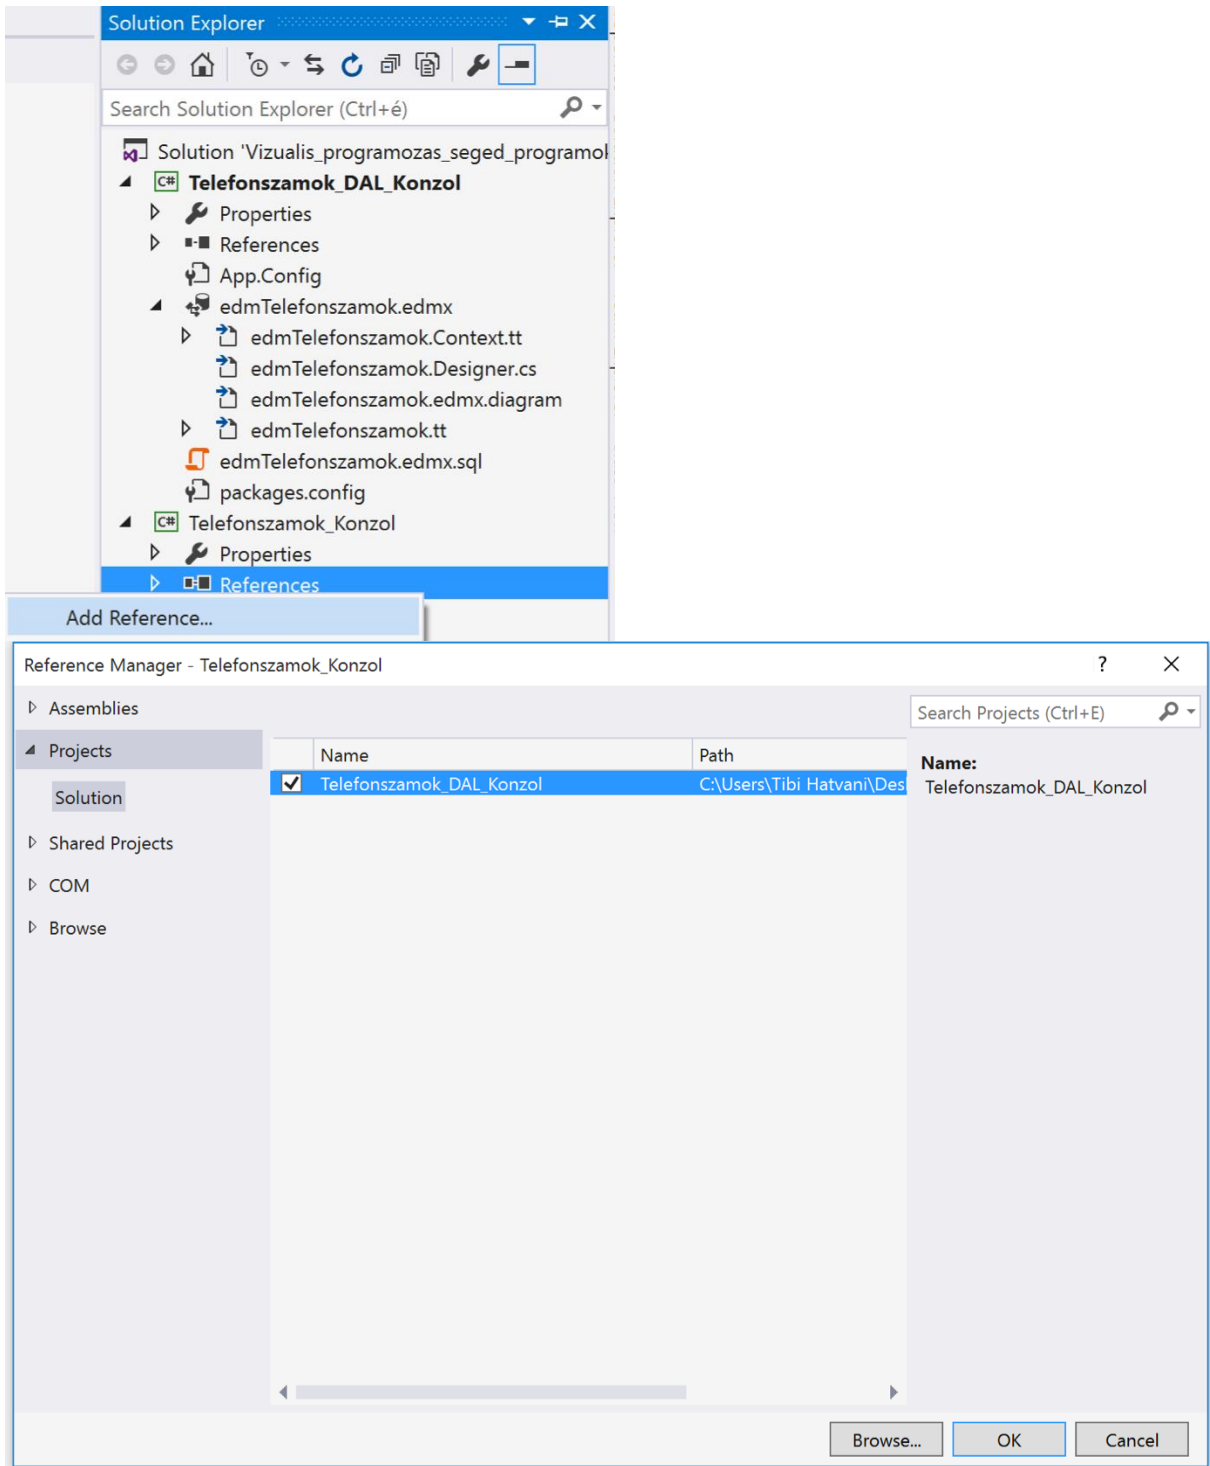 Solution Explorer
Search Solution Explorer (Ctrl+é)
Solution 'Vizualis_programozas_seged_programok
C# Telefonszamok_DAL_Konzol
Properties
References
App.Config
edmTelefonszamok.edmx
edmTelefonszamok.Context.tt
edmTelefonszamok.Designer.cs
edmTelefonszamok.edmx.diagram
edmTelefonszamok.tt
edmTelefonszamok.edmx.sql
packages.config
C# Telefonszamok_Konzol
Properties
References
Add Reference...
Reference Manager - Telefonszamok_Konzol
Assemblies
Search Projects (Ctrl+E)
Projects
Name Path
Name:
Solution
Telefonszamok_DAL_Konzol C:\Users\Tibi Hatvani\Des
Telefonszamok_DAL_Konzol
Shared Projects
COM
Browse
Browse... OK Cancel